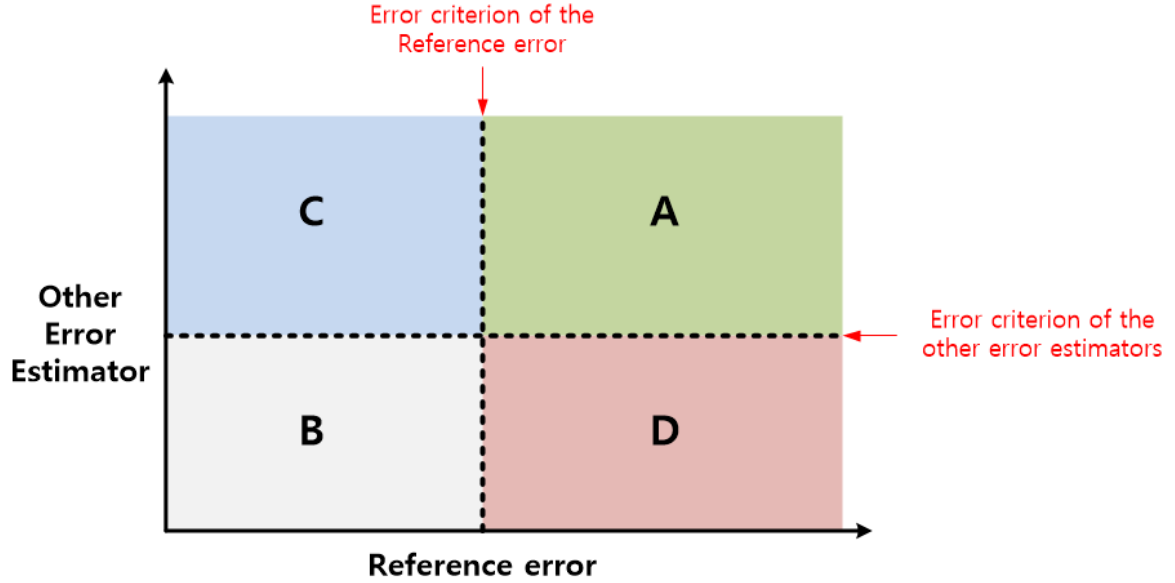 Error criterion of the
Reference error
C
A
Other
Error
Estimator
Error criterion of the
other error estimators
B
D
Reference error